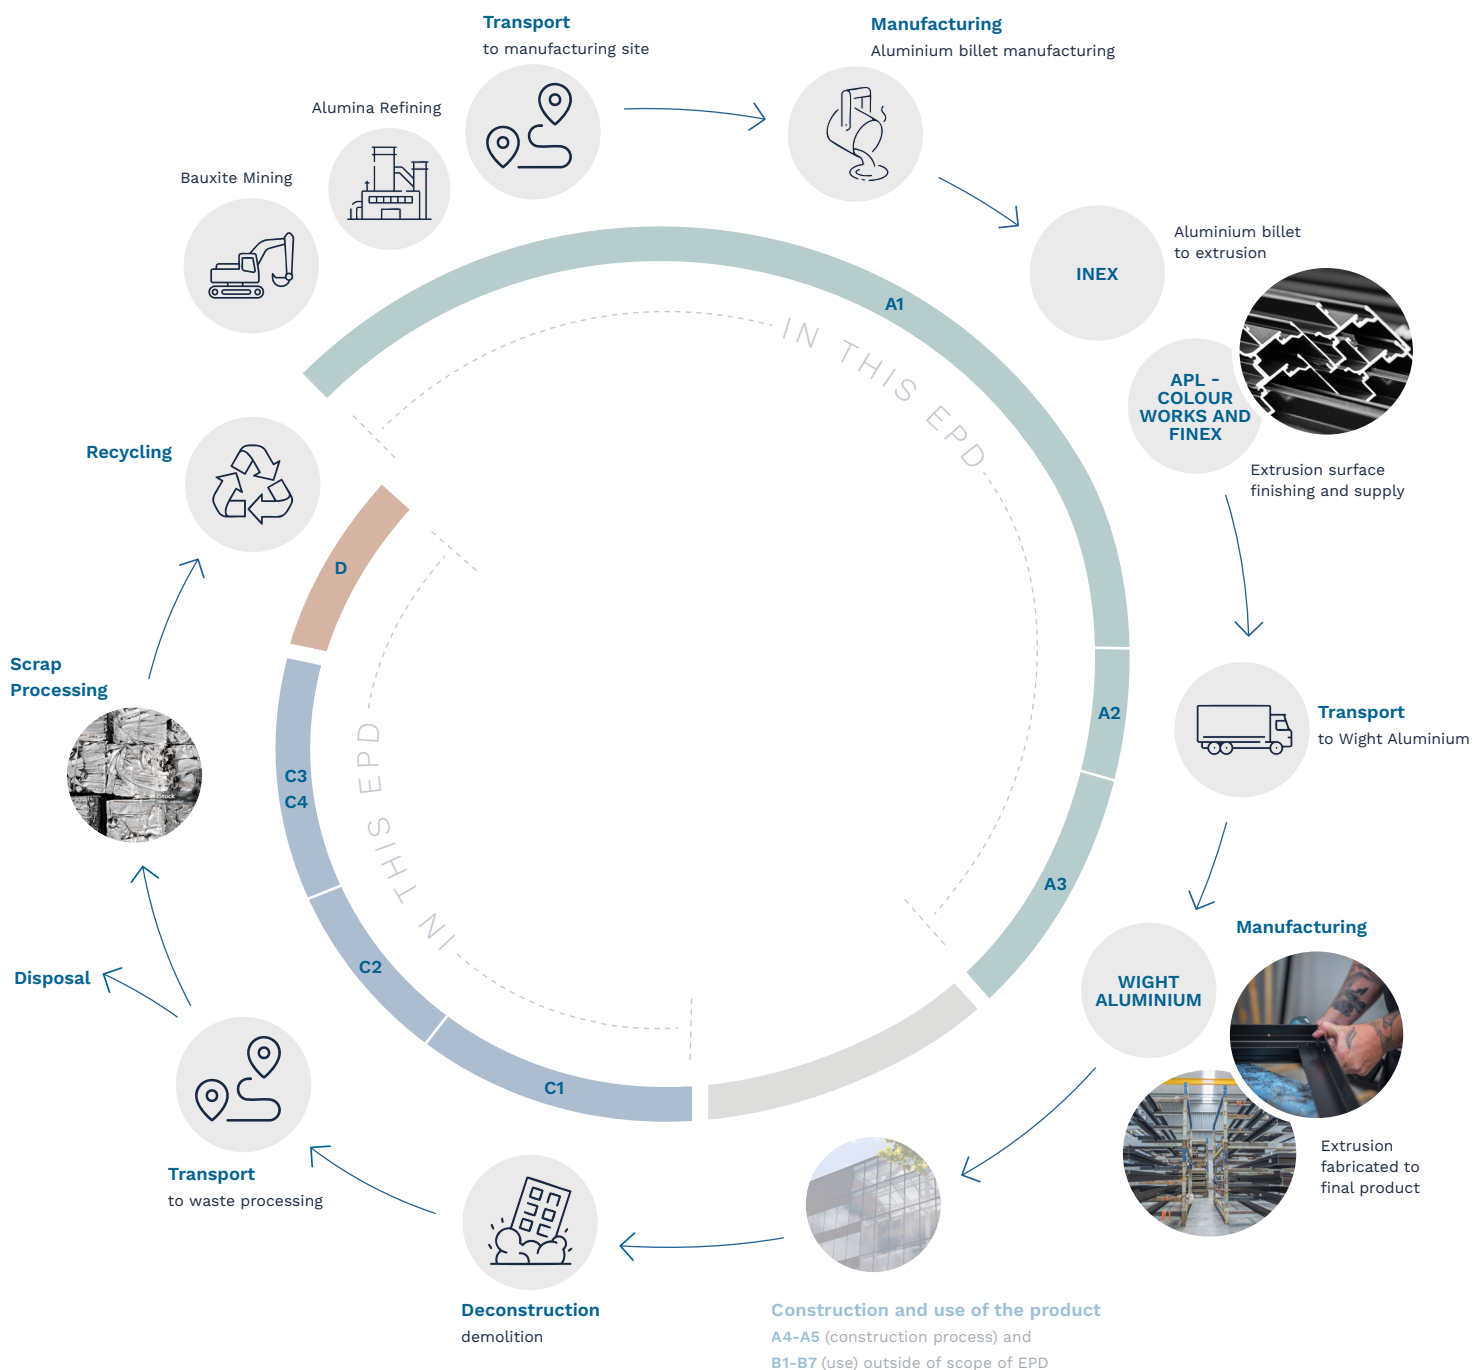 Transport
to manufacturing site
Manufacturing
Aluminium billet manufacturing
Alumina Refining
Bauxite Mining
INEX
Aluminium billet
to extrusion
A1
IN THIS EPD
APL -
COLOUR
WORKS AND
FINEX
Extrusion surface
finishing and supply
Recycling
D
Scrap
Processing
iStock
A2
Transport
to Wight Aluminium
C3
C4
IN THIS EPD
A3
Manufacturing
WIGHT
ALUMINIUM
C2
Disposal
C1
Extrusion
fabricated to
final product
Transport
to waste processing
Deconstruction
demolition
Construction and use of the product
A4-A5 (construction process) and
B1-B7 (use) outside of scope of EPD